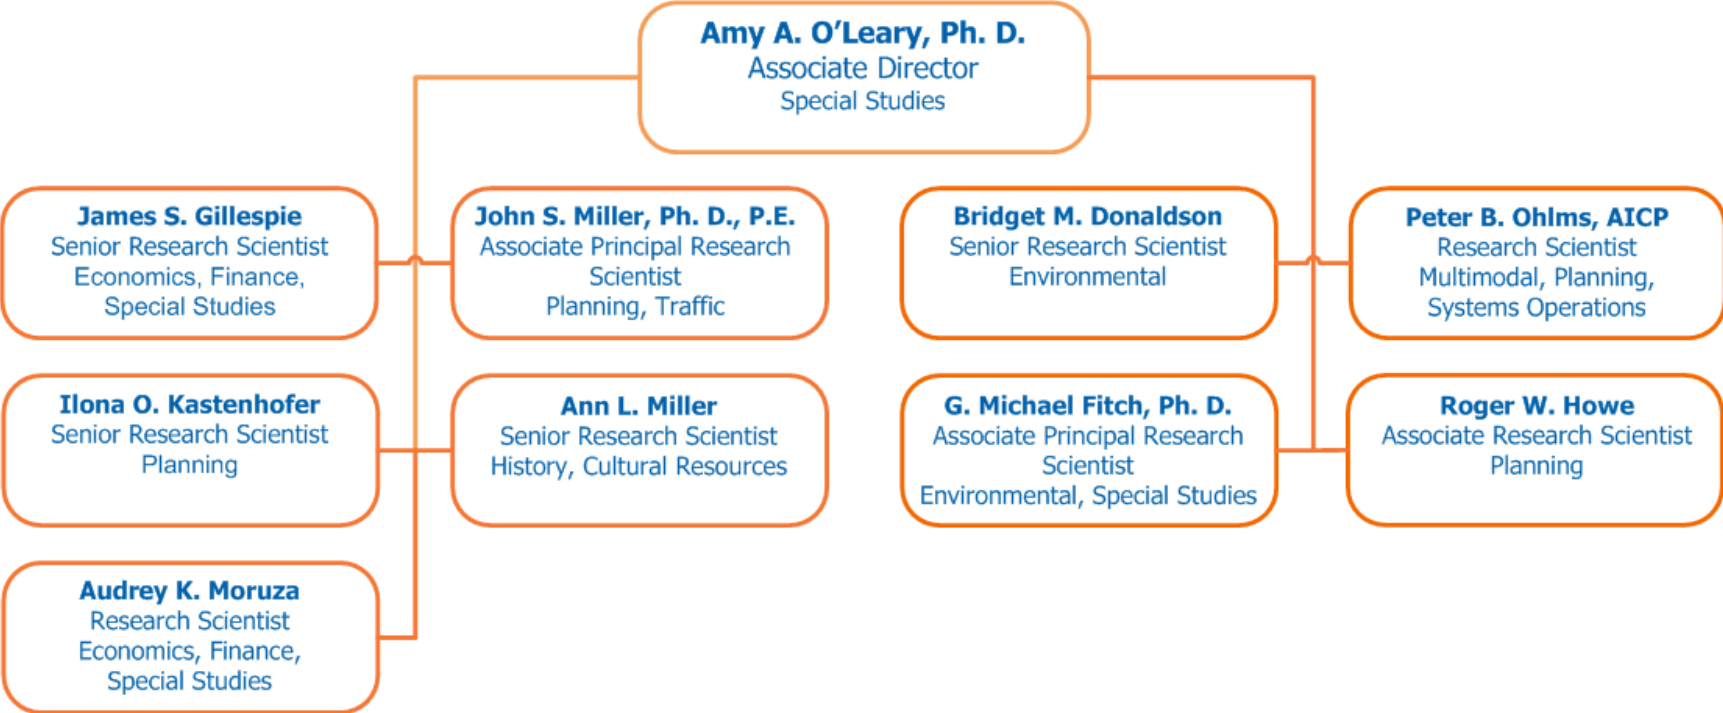 Amy A. O’Leary, Ph. D.
Associate Director
Special Studies
James S. Gillespie
Senior Research Scientist
Economics, Finance,
Special Studies
John S. Miller, Ph. D., P.E.
Associate Principal Research
Scientist
Planning, Traffic
Bridget M. Donaldson
Senior Research Scientist
Environmental
Peter B. Ohlms, AICP
Research Scientist
Multimodal, Planning,
Systems Operations
Ilona O. Kastenhofer
Senior Research Scientist
Planning
Ann L. Miller
Senior Research Scientist
History, Cultural Resources
G. Michael Fitch, Ph. D.
Associate Principal Research
Scientist
Environmental, Special Studies
Roger W. Howe
Associate Research Scientist
Planning
Audrey K. Moruza
Research Scientist
Economics, Finance,
Special Studies